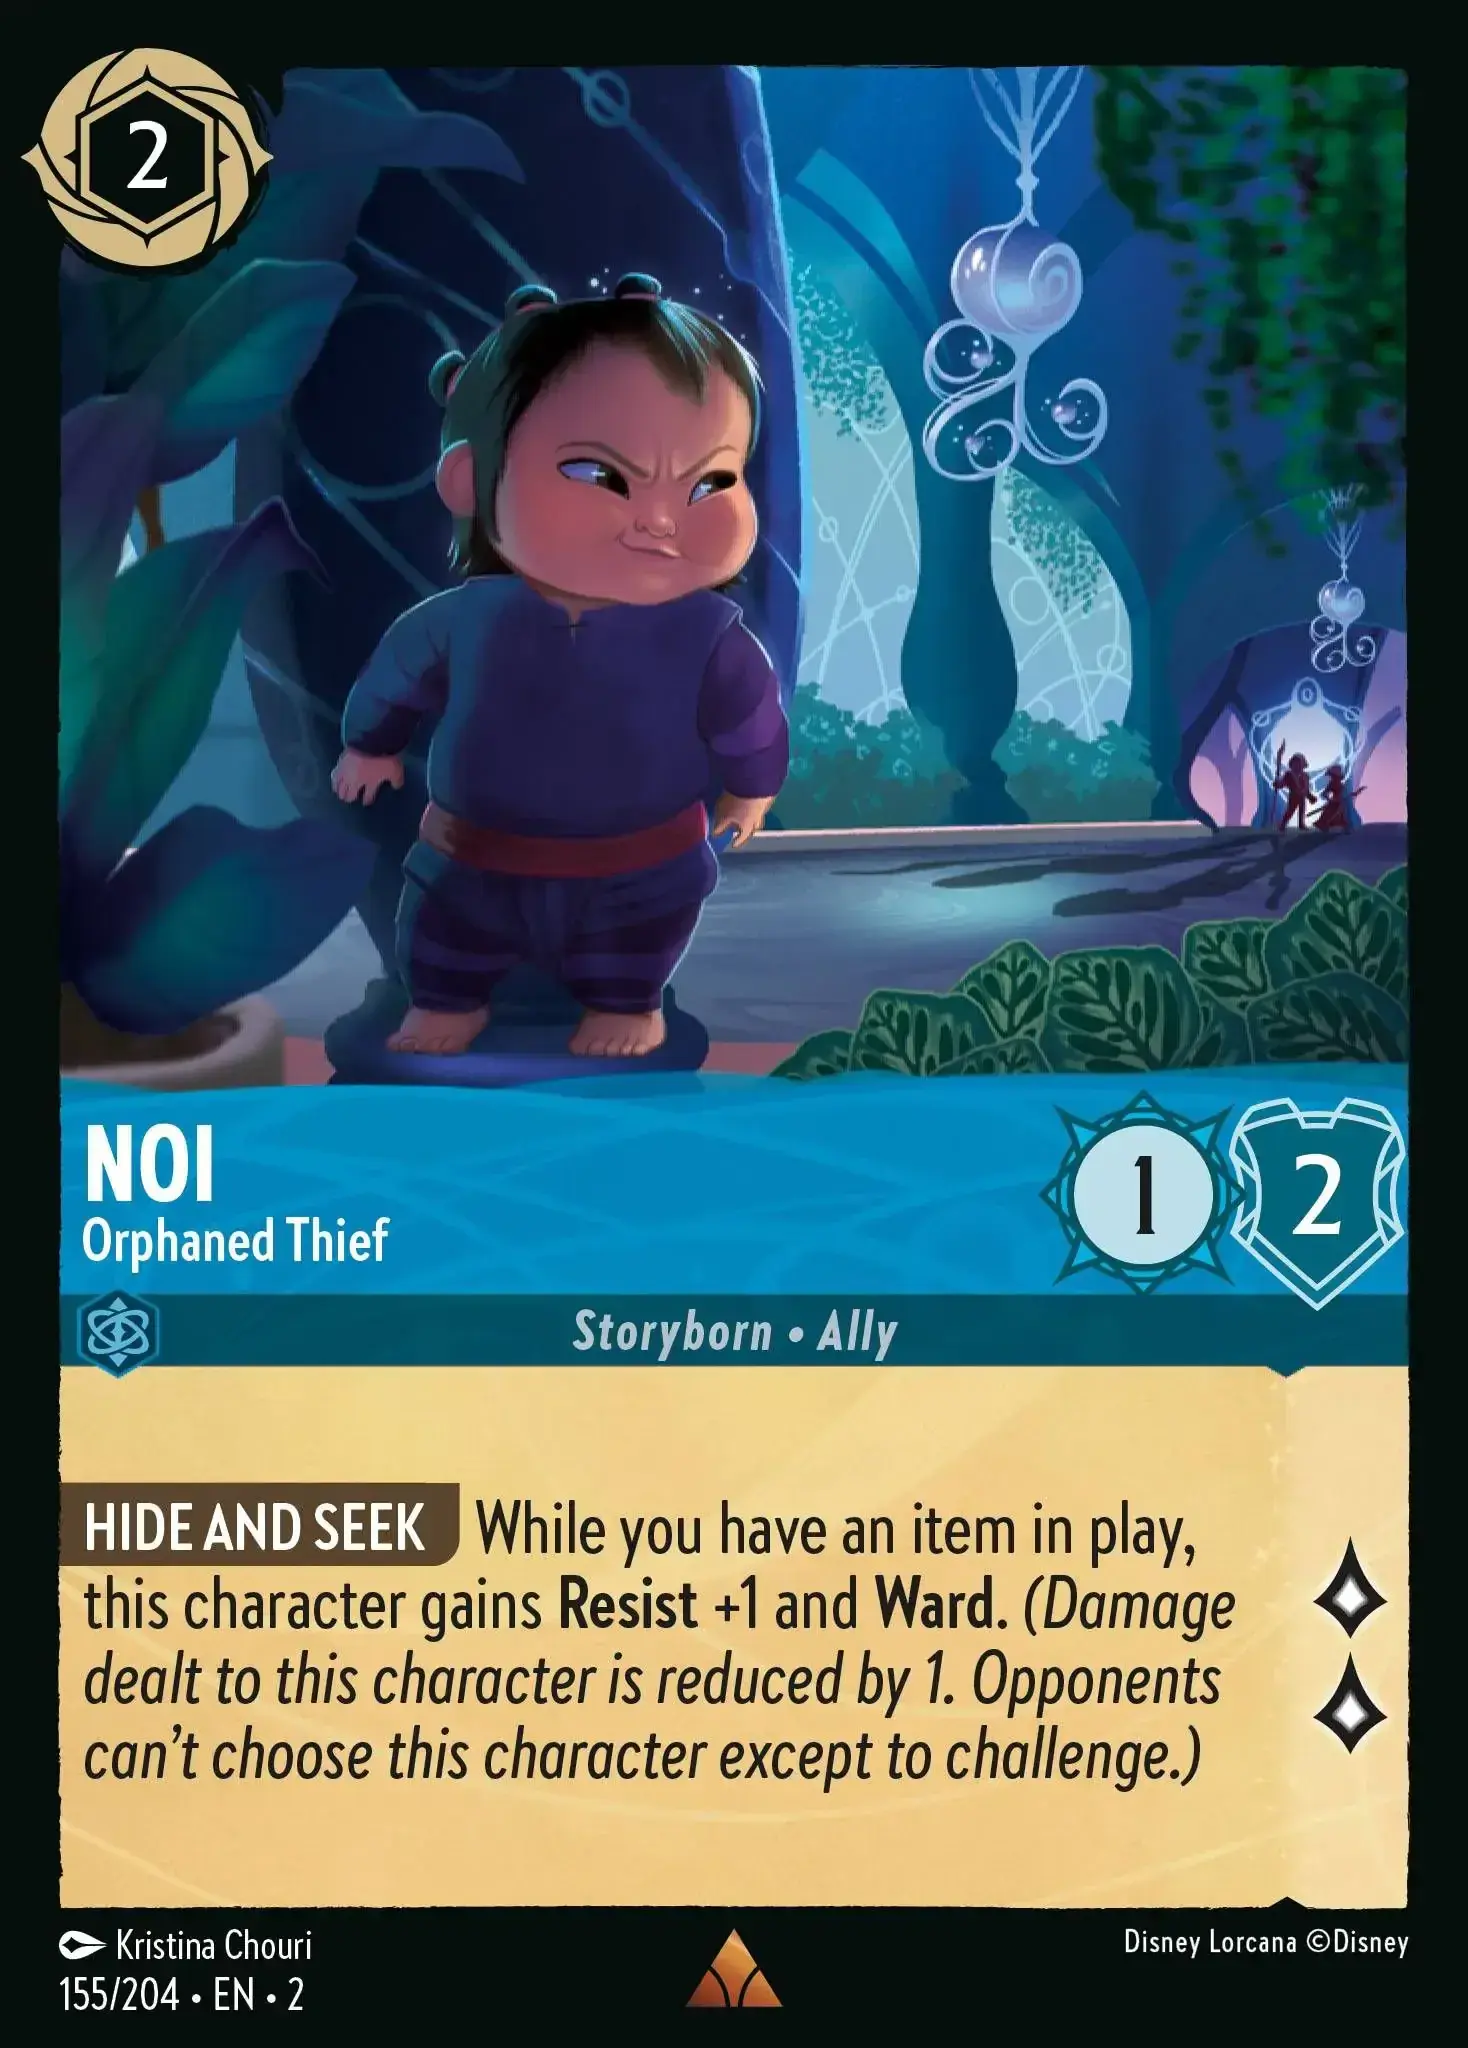 2
NOI
Orphaned Thief
1
2
Storyborn • Ally
HIDE AND SEEK While you have an item in play,
this character gains Resist +1 and Ward. (Damage
dealt to this character is reduced by 1. Opponents
can't choose this character except to challenge.)
Kristina Chouri
Disney Lorcana ©Disney
155/204 • EN • 2